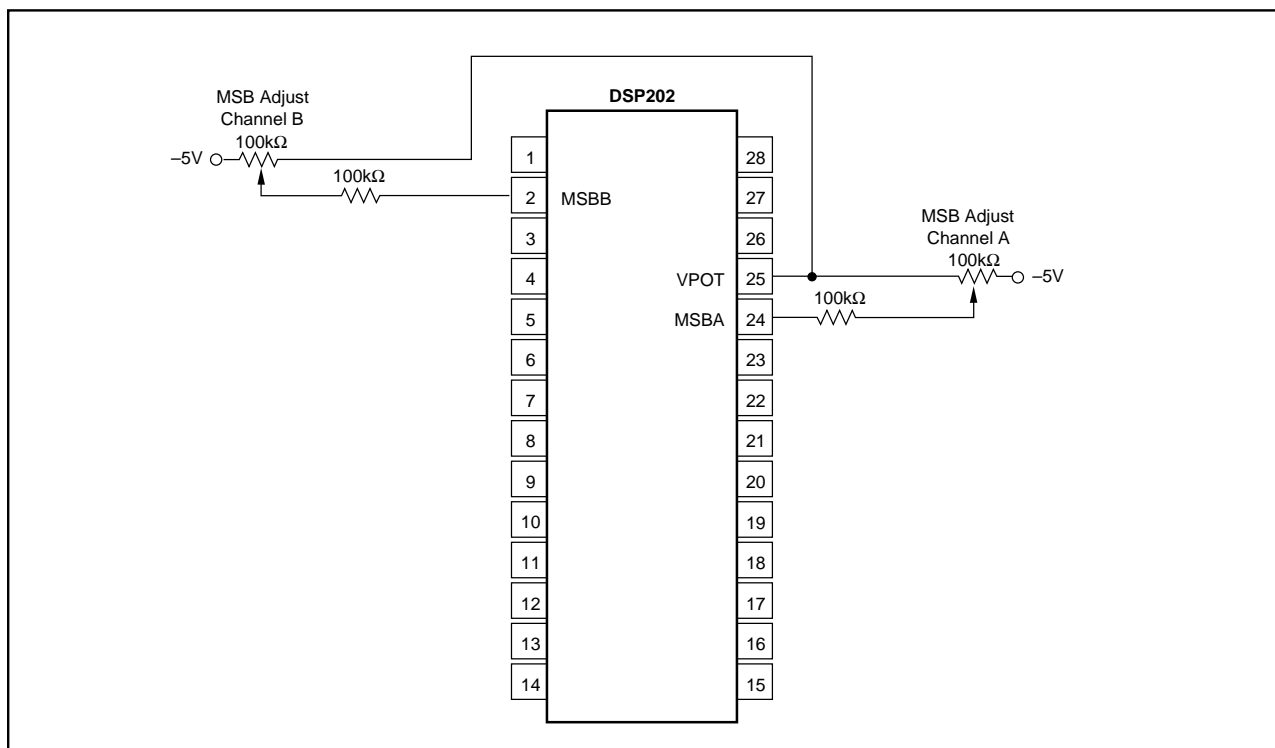 DSP202
MSB Adjust
Channel B
100kΩ
–5V
100kΩ
1
28
2
MSBB
27
MSB Adjust
Channel A
100kΩ
3
26
4
VPOT
25
–5V
100kΩ
5
MSBA
24
6
23
7
22
8
21
9
20
10
19
11
18
12
17
13
16
14
15